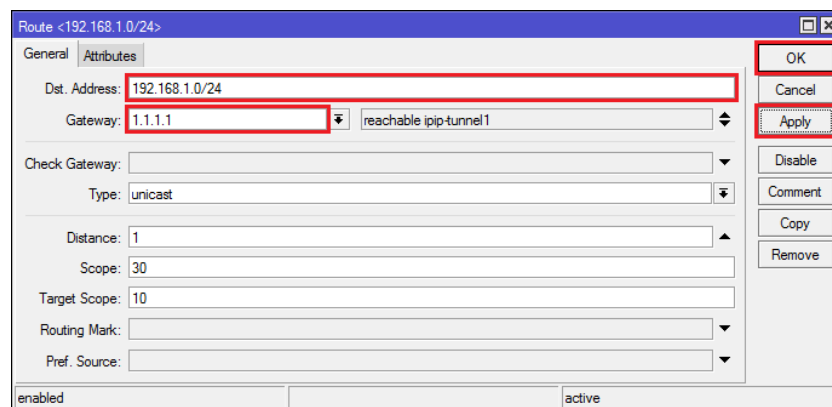 Route <192.168.1.0/24>
General Attributes
Dst. Address: 192.168.1.0/24
Gateway: 1.1.1.1 reachable ipip-tunnel1
Check Gateway:
Type: unicast
Distance: 1
Scope: 30
Target Scope: 10
Routing Mark:
Pref. Source:
OK
Cancel
Apply
Disable
Comment
Copy
Remove
enabled active